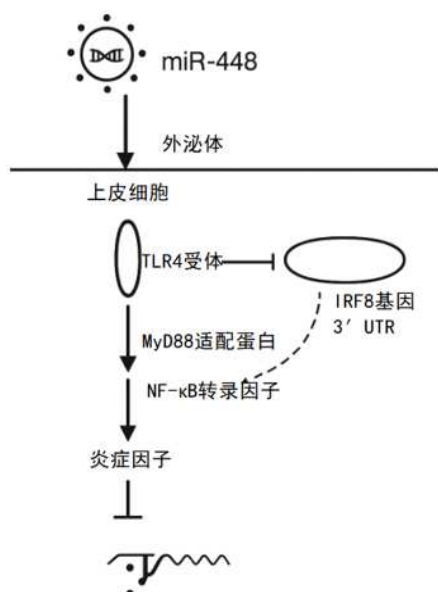 miR-448
外泌体
上皮细胞
TLR4受体
IRF8基因
3′ UTR
MyD88适配蛋白
NF-κB转录因子
炎症因子